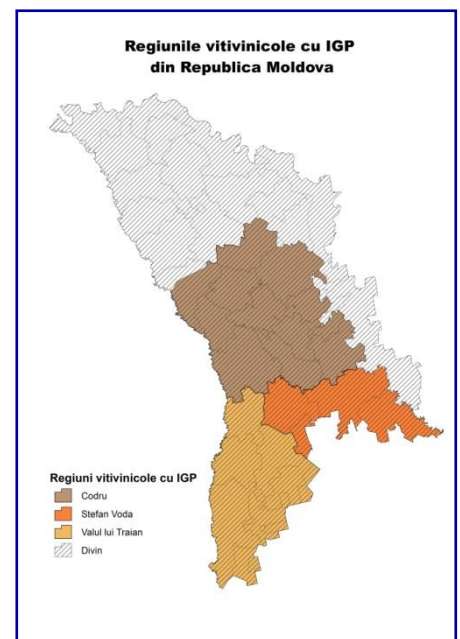 Regiunile vitivinicole cu IGP
din Republica Moldova
Regiuni vitivinicole cu IGP
Codru
Stefan Voda
Valul lui Traian
Divin